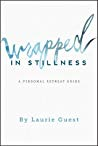 wrapped
IN STILLNESS
A PERSONAL RETREAT GUIDE
By Laurie Guest